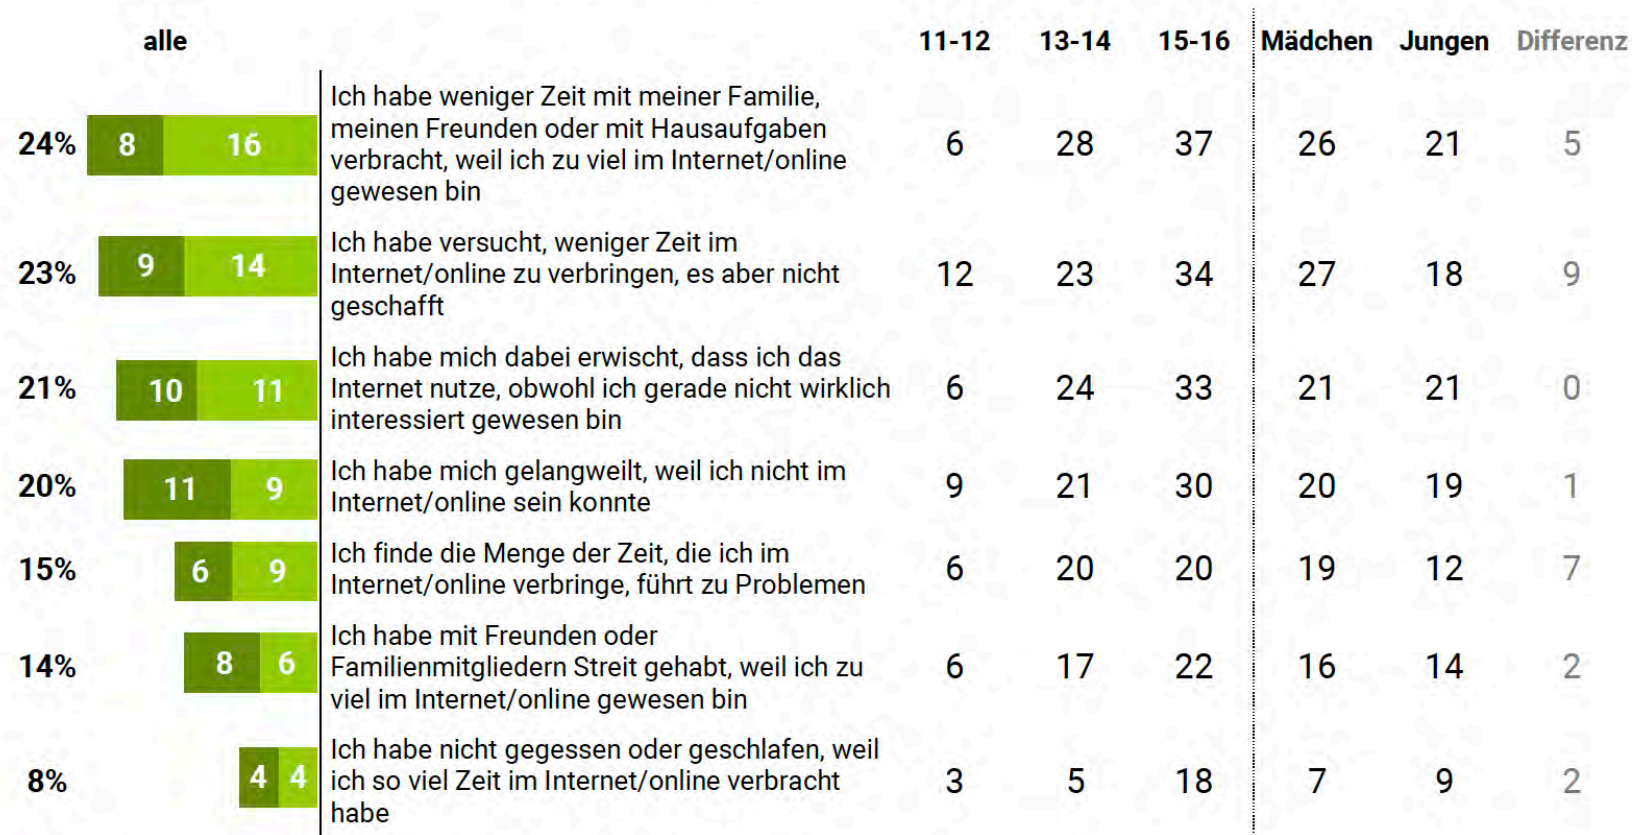 alle 11-12 13-14 15-16 Mädchen Jungen Differenz
Ich habe weniger Zeit mit meiner Familie,
meinen Freunden oder mit Hausaufgaben
verbracht, weil ich zu viel im Internet/online
gewesen bin
24% 8 16 6 28 37 26 21 5
Ich habe versucht, weniger Zeit im
Internet/online zu verbringen, es aber nicht
geschafft
23% 9 14 12 23 34 27 18 9
Ich habe mich dabei erwischt, dass ich das
Internet nutze, obwohl ich gerade nicht wirklich
interessiert gewesen bin
21% 10 11 6 24 33 21 21 0
Ich habe mich gelangweilt, weil ich nicht im
Internet/online sein konnte
20% 11 9 9 21 30 20 19 1
Ich finde die Menge der Zeit, die ich im
Internet/online verbringe, führt zu Problemen
15% 6 9 6 20 20 19 12 7
Ich habe mit Freunden oder
Familienmitgliedern Streit gehabt, weil ich zu
viel im Internet/online gewesen bin
14% 8 6 6 17 22 16 14 2
Ich habe nicht gegessen oder geschlafen, weil
ich so viel Zeit im Internet/online verbracht
habe
8% 4 4 3 5 18 7 9 2